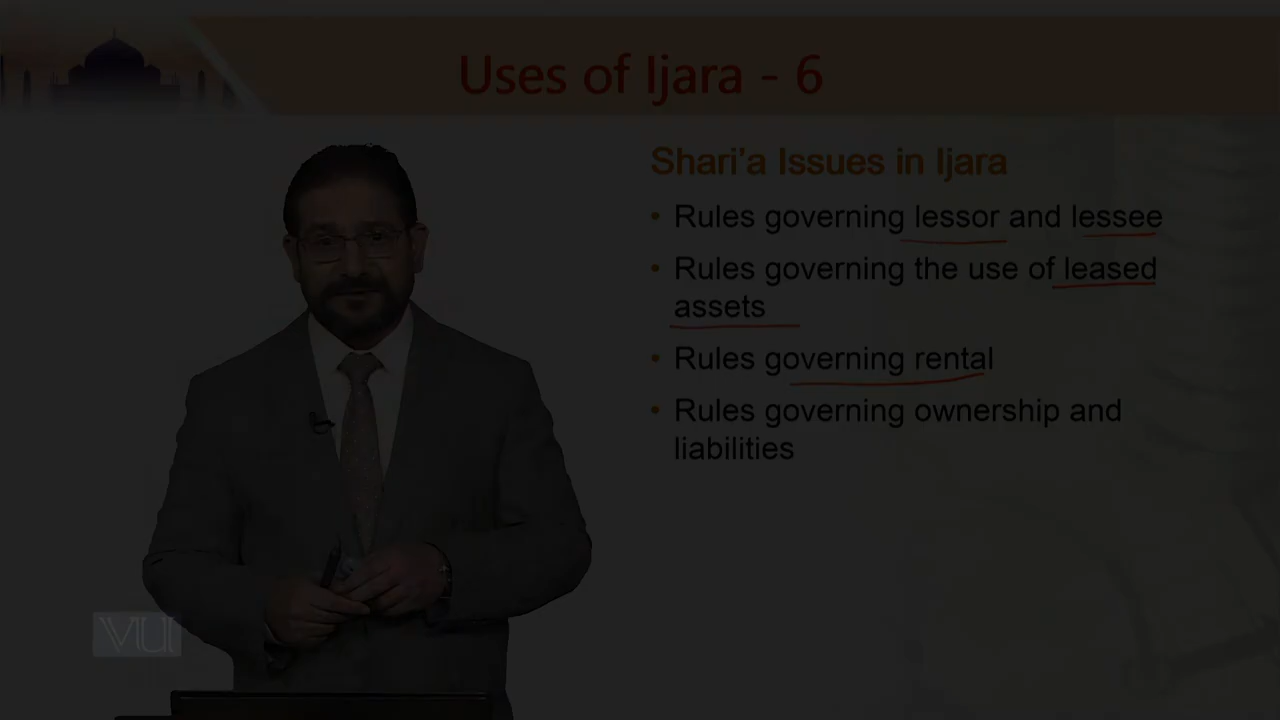 Uses of Ijara - 6
Shari'a Issues in Ijara
• Rules governing lessor and lessee
• Rules governing the use of leased
assets
• Rules governing rental
• Rules governing ownership and
liabilities
VU